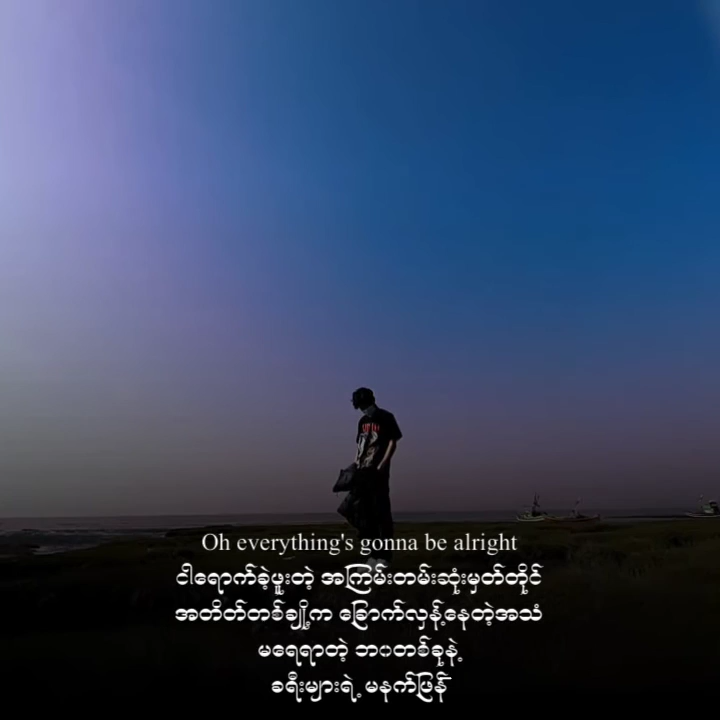 Oh everything's gonna be alright
ငါရောက်ခဲ့ဖူးတဲ့ အကြမ်းတမ်းဆုံးမှတ်တိုင်
အတိတ်တစ်ချို့က ခြောက်လှန့်နေတဲ့အသံ
မရေရာတဲ့ ဘဝတစ်ခုနဲ့
ခရီးများရဲ့ မနက်ဖြန်